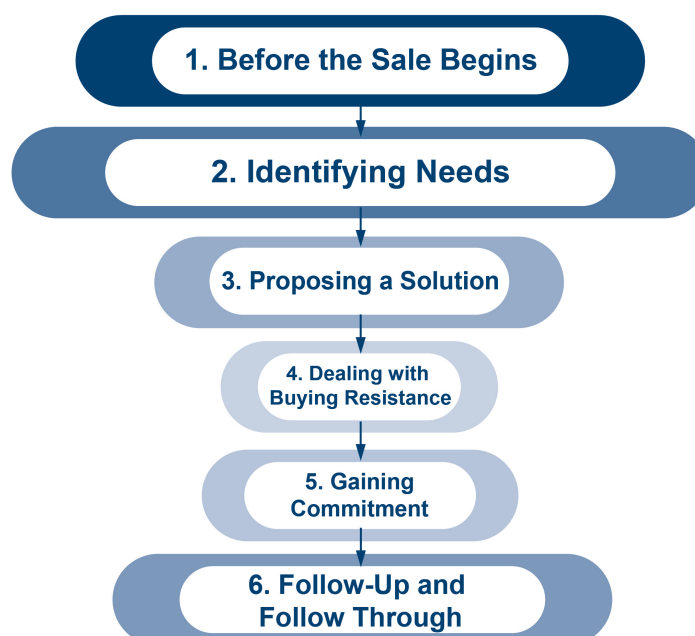 1. Before the Sale Begins
2. Identifying Needs
3. Proposing a Solution
4. Dealing with
Buying Resistance
5. Gaining
Commitment
6. Follow-Up and
Follow Through